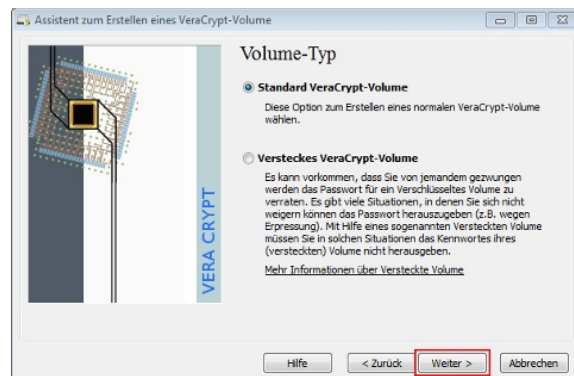 Assistent zum Erstellen eines VeraCrypt-Volume
Volume-Typ
Standard VeraCrypt-Volume
Diese Option zum Erstellen eines normalen VeraCrypt-Volume
wählen.
Verstecktes VeraCrypt-Volume
Es kann vorkommen, dass Sie von jemandem gezwungen
werden das Passwort für ein Verschlüsseltes Volume zu
verraten. Es gibt viele Situationen, in denen Sie sich nicht
weigern können das Passwort herauszugeben (z.B. wegen
Erpressung). Mit Hilfe eines sogenannten Versteckten Volume
müssen Sie in solchen Situationen das Kennwortes ihres
(versteckten) Volume nicht herausgeben.
Mehr Informationen über Versteckte Volume
VERA CRYPT
Hilfe
< Zurück
Weiter >
Abbrechen